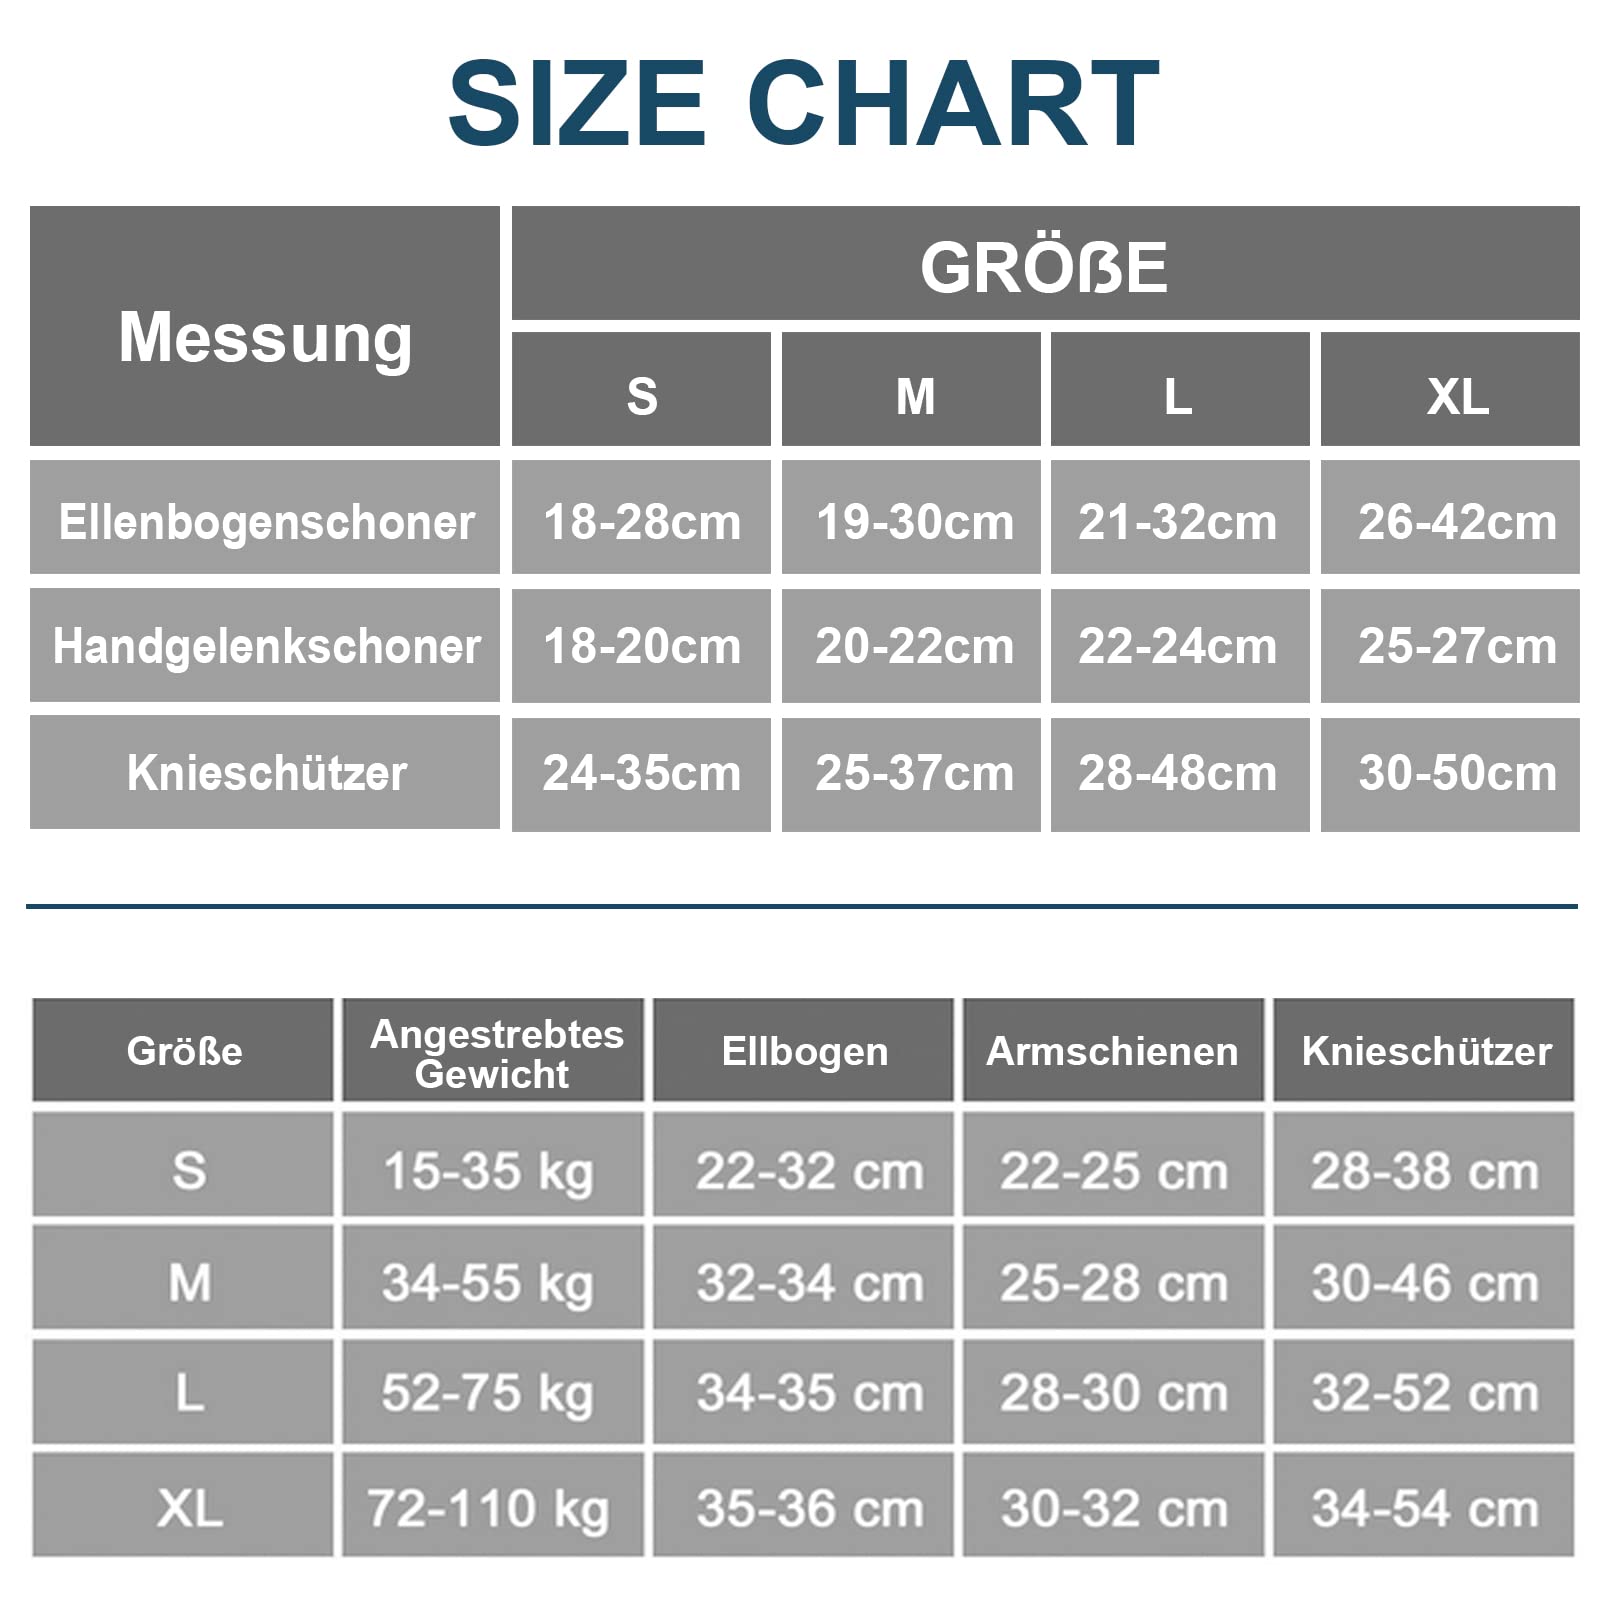 SIZE CHART
Messung
GRÖßE
S M L XL
Ellenbogenschoner 18-28cm 19-30cm 21-32cm 26-42cm
Handgelenkschoner 18-20cm 20-22cm 22-24cm 25-27cm
Knieschützer 24-35cm 25-37cm 28-48cm 30-50cm
Größe Angestrebtes Gewicht Ellbogen Armschienen Knieschützer
S 15-35 kg 22-32 cm 22-25 cm 28-38 cm
M 34-55 kg 32-34 cm 25-28 cm 30-46 cm
L 52-75 kg 34-35 cm 28-30 cm 32-52 cm
XL 72-110 kg 35-36 cm 30-32 cm 34-54 cm